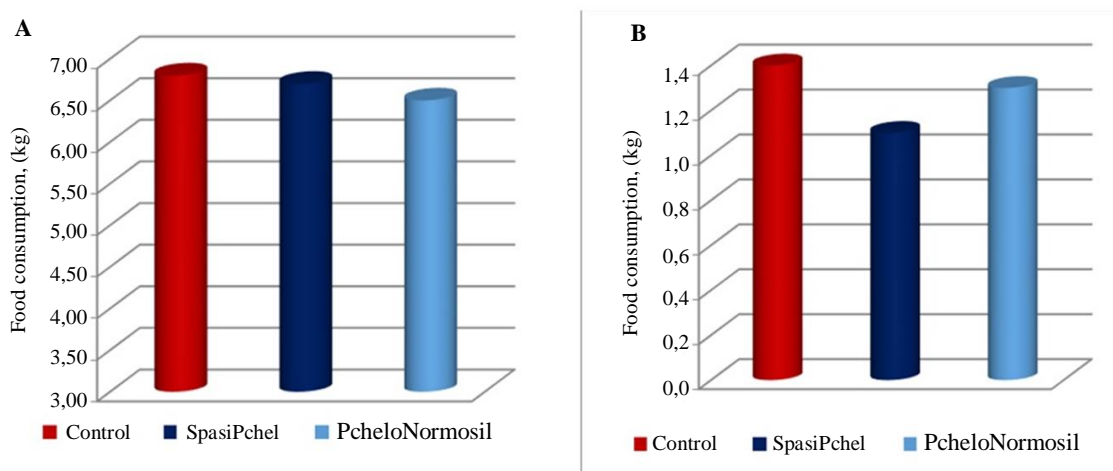 A
Food consumption, (kg)
7,00
6,50
6,00
5,50
5,00
4,50
4,00
3,50
3,00
Control
SpasiPchel
PcheloNormosil
B
Food consumption, (kg)
1,4
1,2
1,0
0,8
0,6
0,4
0,2
0,0
Control
SpasiPchel
PcheloNormosil